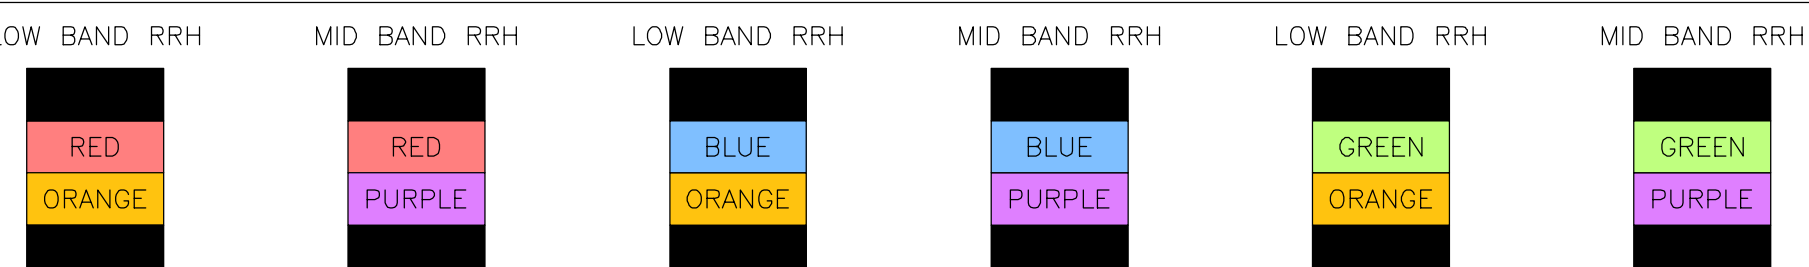 LOW BAND RRH MID BAND RRH LOW BAND RRH MID BAND RRH LOW BAND RRH MID BAND RRH
RED RED BLUE BLUE GREEN GREEN
ORANGE PURPLE ORANGE PURPLE ORANGE PURPLE